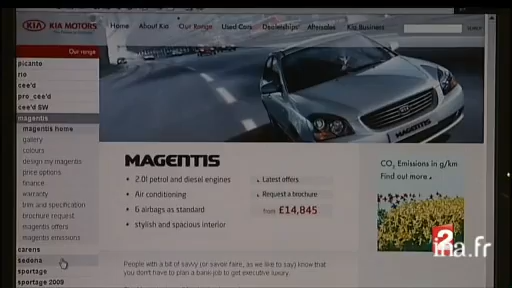 KIA KIA MOTORS
Home About Kia Our Range Used Cars Dealerships Aftersales Kia Business
SEARCH
Our range
picante
rio
cee'd
pro_cee'd
cee'd SW
magentis
magentis home
gallery
colours
design my magentis
price options
finance
warranty
trim and specification
brochure request
magentis offers
magentis emissions
carens
sedona
sportage
sportage 2009
MAGENTIS
MAGENTIS
• 2.0l petrol and diesel engines
• Air conditioning
• 6 airbags as standard
• stylish and spacious interior
Latest offers
Request a brochure
from £14,845
CO2 Emissions in g/km
Find out more
People with a bit of savvy (or savoir faire, as we like to say) know that
you don't have to plan a bank job to get executive luxury.
2
ina.fr